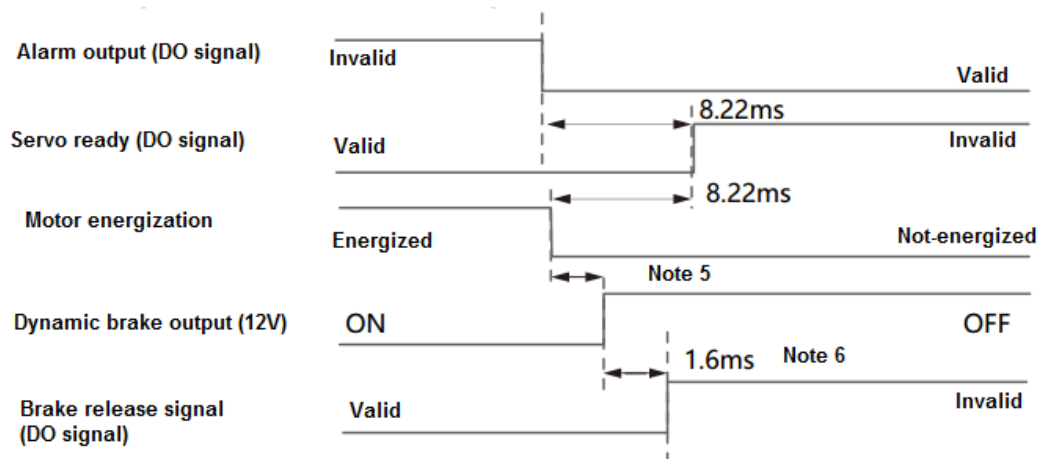 Alarm output (DO signal)
Invalid
Valid
8.22ms
Servo ready (DO signal)
Valid
Invalid
8.22ms
Motor energization
Energized
Not-energized
Note 5
Dynamic brake output (12V)
ON
OFF
1.6ms
Note 6
Brake release signal
(DO signal)
Valid
Invalid